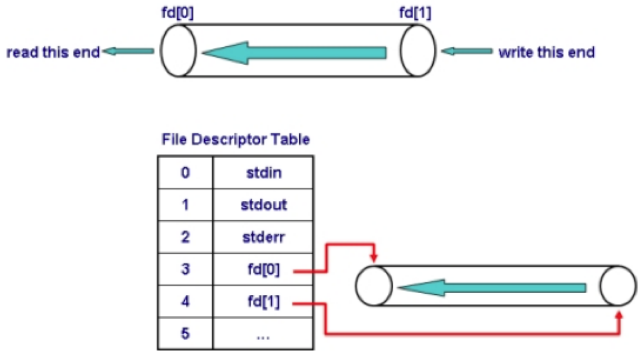 fd[0] fd[1]
read this end write this end
File Descriptor Table
0 stdin
1 stdout
2 stderr
3 fd[0]
4 fd[1]
5 ...